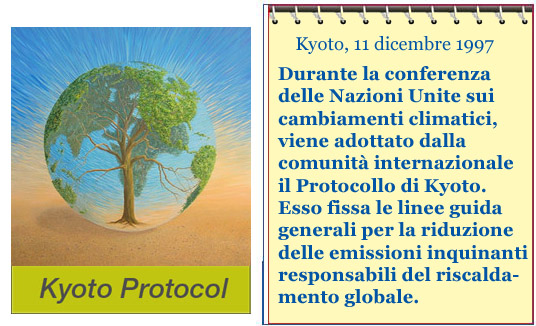 Kyoto Protocol
Kyoto, 11 dicembre 1997
Durante la conferenza
delle Nazioni Unite sui
cambiamenti climatici,
viene adottato dalla
comunità internazionale
il Protocollo di Kyoto.
Esso fissa le linee guida
generali per la riduzione
delle emissioni inquinanti
responsabili del riscalda-
mento globale.